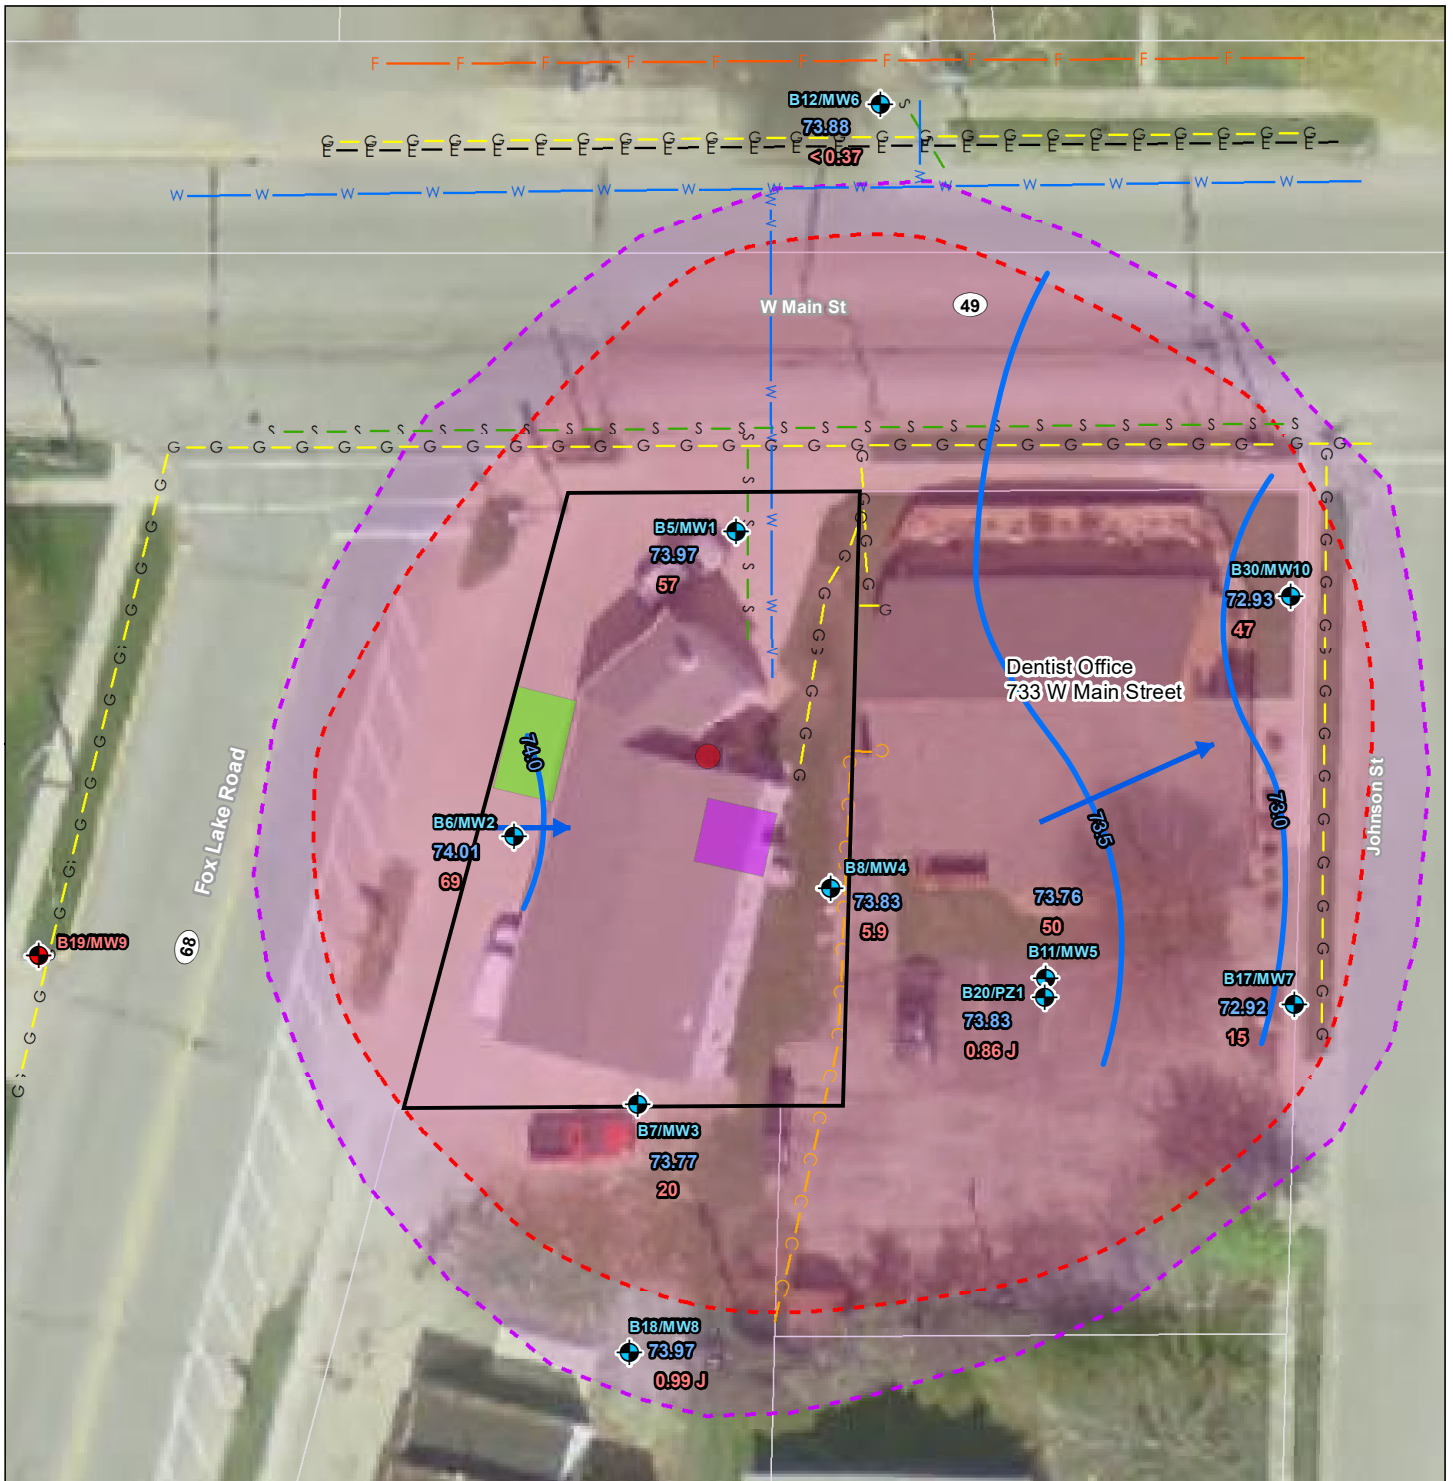 F F F F F F F F F F F
B12/MW6
S
73.88
G G G G G G G G G G G G G G G G G G G G G G G G
E E E E E E E E E E E E E E E E E E E E E E E E
< 0.37
W
W W W W W W W W W W W W W W
W
W
W Main St
49
W
S S S S S S S S S S S S S S S S S S S S S S S S S
G G G G G G G G G G G G G G G G G G G G G G G G G G G G
B5/MW1
73.97
57
B30/MW10
72.93
47
Dentist Office
733 W Main Street
74.0
Fox Lake Road
Johnson St
B6/MW2
74.01
69
73.5
73.0
B8/MW4
73.83
5.9
73.76
50
B19/MW9
68
B11/MW5
B20/PZ1
73.83
0.86 J
B17/MW7
72.92
15
B7/MW3
73.77
20
B18/MW8
73.97
0.99 J